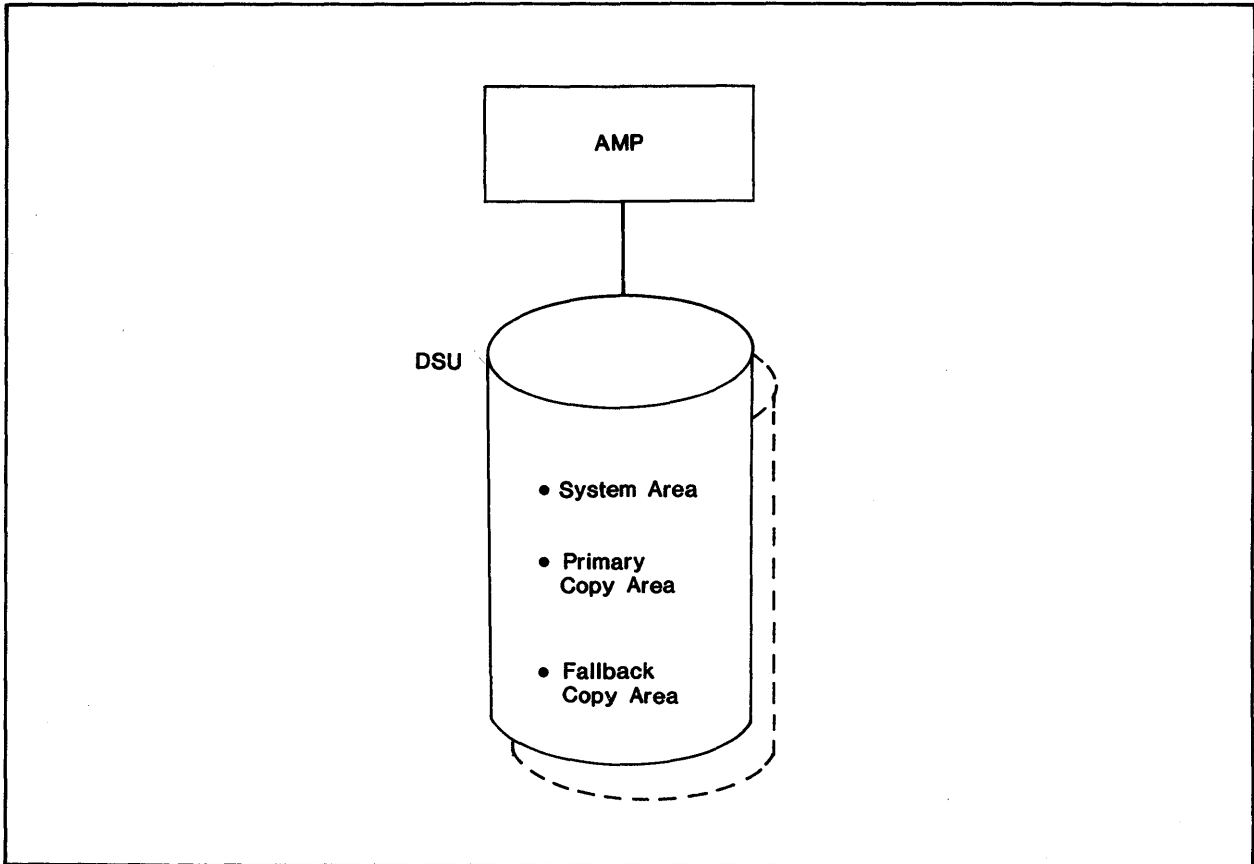 AMP
DSU
• System Area
• Primary
Copy Area
• Fallback
Copy Area